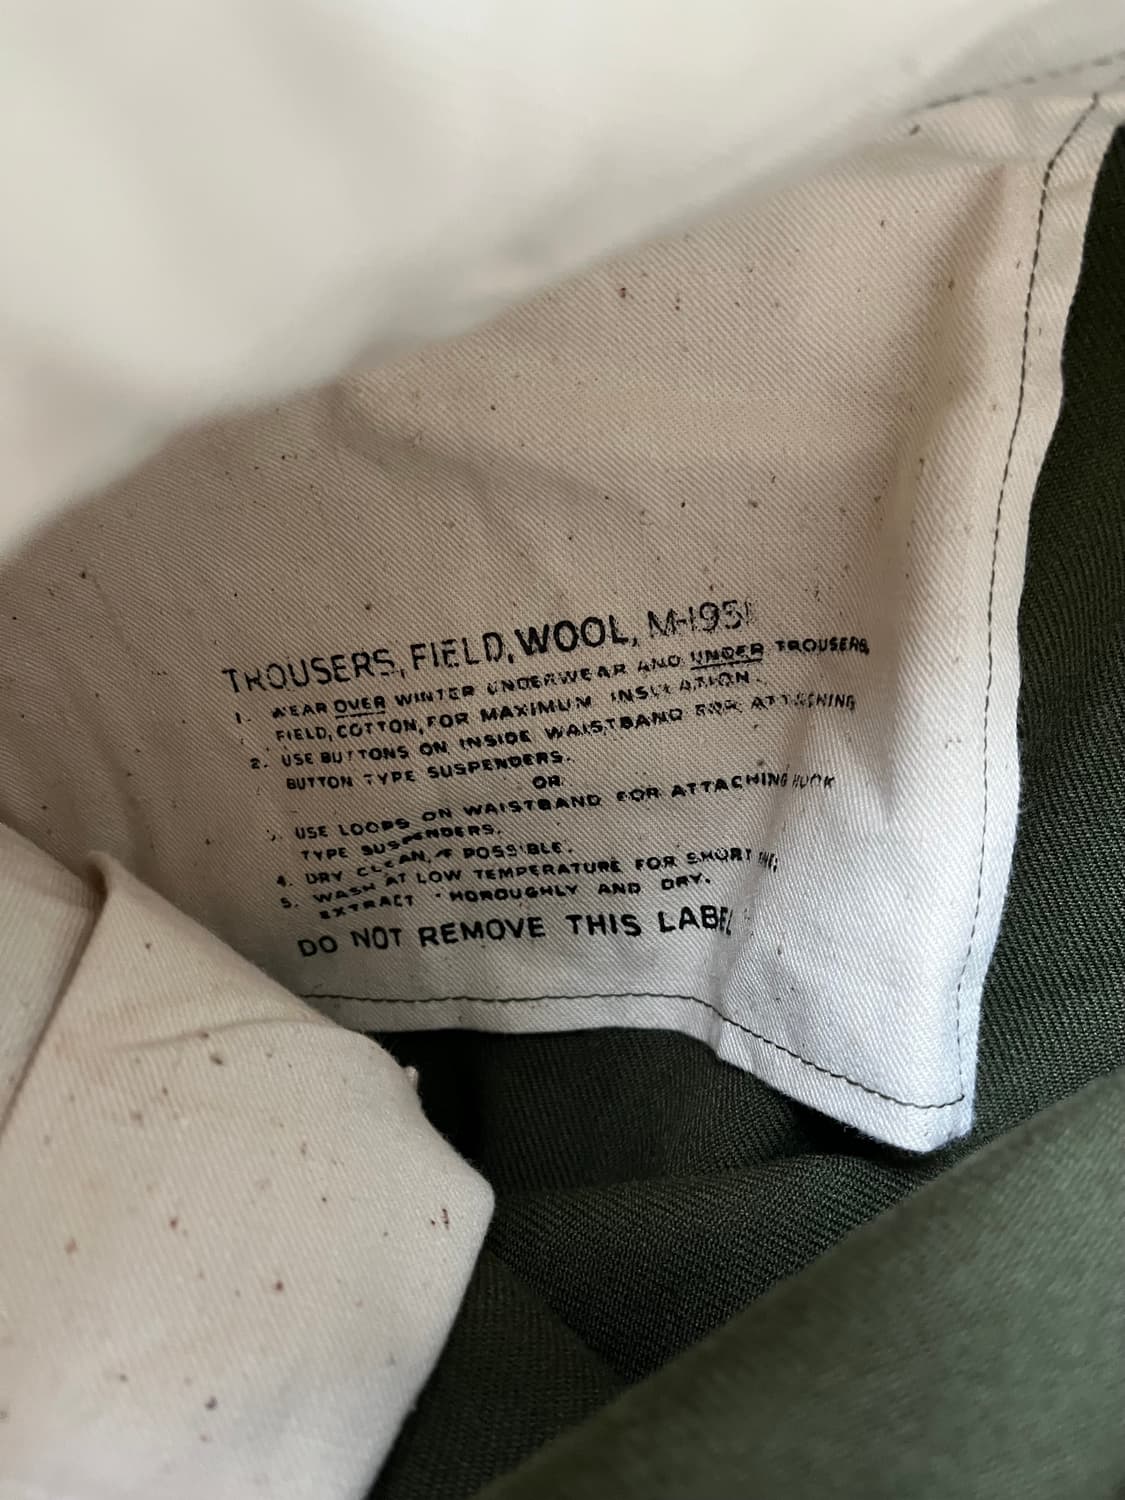 TROUSERS, FIELD, WOOL, M-1951
1. WEAR OVER WINTER UNDERWEAR AND UNDER TROUSERS,
FIELD, COTTON, FOR MAXIMUM INSULATION.
2. USE BUTTONS ON INSIDE WAISTBAND FOR ATTACHING
BUTTON TYPE SUSPENDERS.
OR
USE LOOPS ON WAISTBAND FOR ATTACHING HOOK
TYPE SUSPENDERS.
4. DRY CLEAN, IF POSSIBLE.
5. WASH AT LOW TEMPERATURE FOR SHORT TIME;
EXTRACT THOROUGHLY AND DRY.
DO NOT REMOVE THIS LABEL